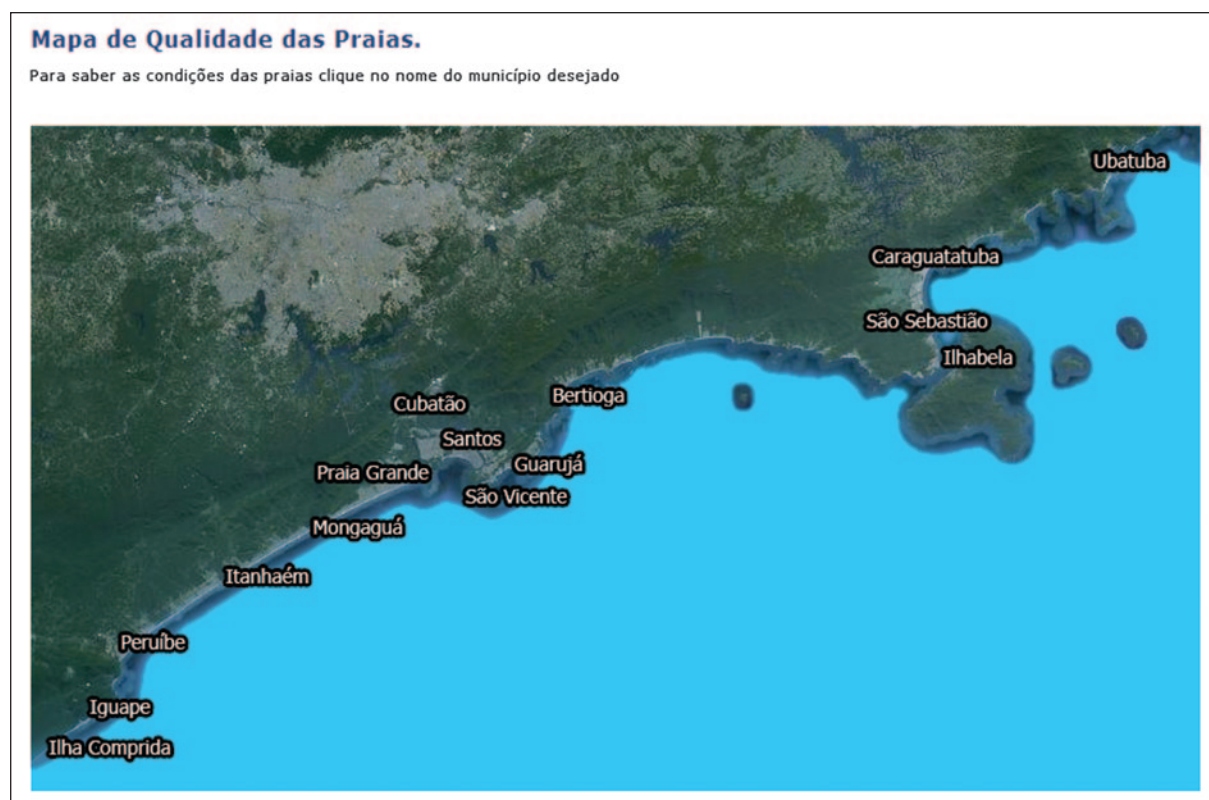 Mapa de Qualidade das Praias.
Para saber as condições das praias clique no nome do município desejado
Ubatuba
Caraguatatuba
São Sebastião
Ilhabela
Bertioga
Cubatão
Santos
Guarujá
Praia Grande
São Vicente
Mongaguá
Itanhaém
Peruíbe
Iguape
Ilha Comprida